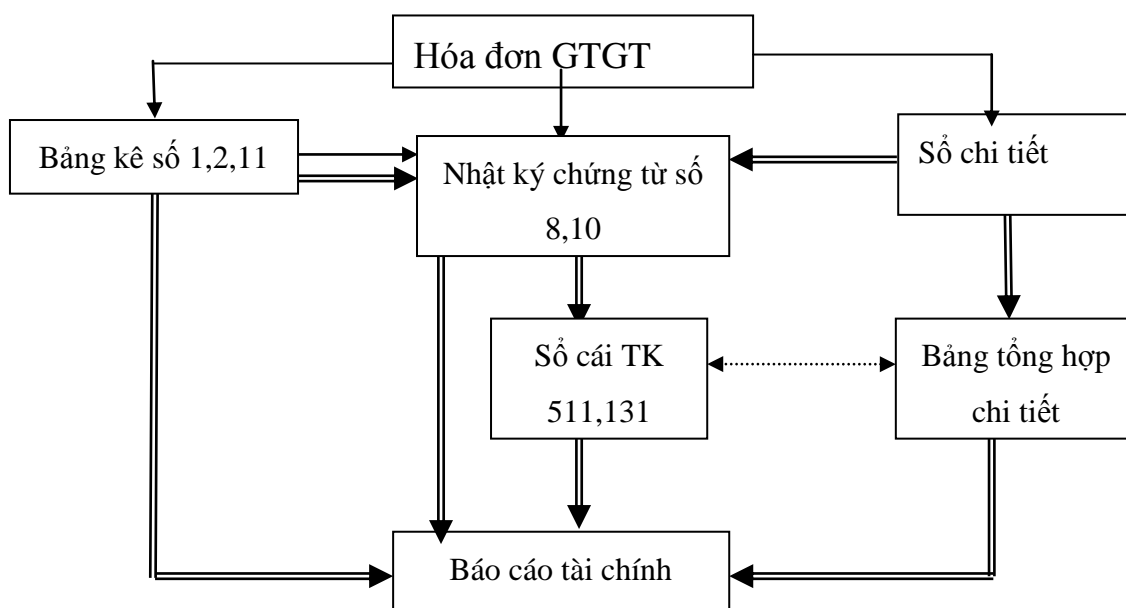 Hóa đơn GTGT
Bảng kê số 1,2,11
Nhật ký chứng từ số
8,10
Sổ chi tiết
Sổ cái TK
511,131
Bảng tổng hợp
chi tiết
Báo cáo tài chính